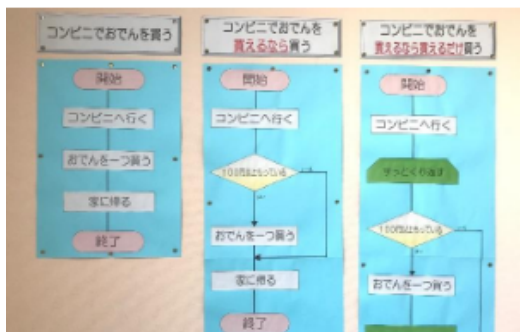 コンビニでおでんを買う
開始
コンビニへ行く
おでんを一つ買う
家に帰る
終了
コンビニでおでんを
買えるなら買う
開始
コンビニへ行く
100円以上もっている
おでんを一つ買う
家に帰る
終了
コンビニでおでんを
買えるなら買えるだけ買う
開始
コンビニへ行く
ずっとくり返す
100円以上もっている
おでんを一つ買う